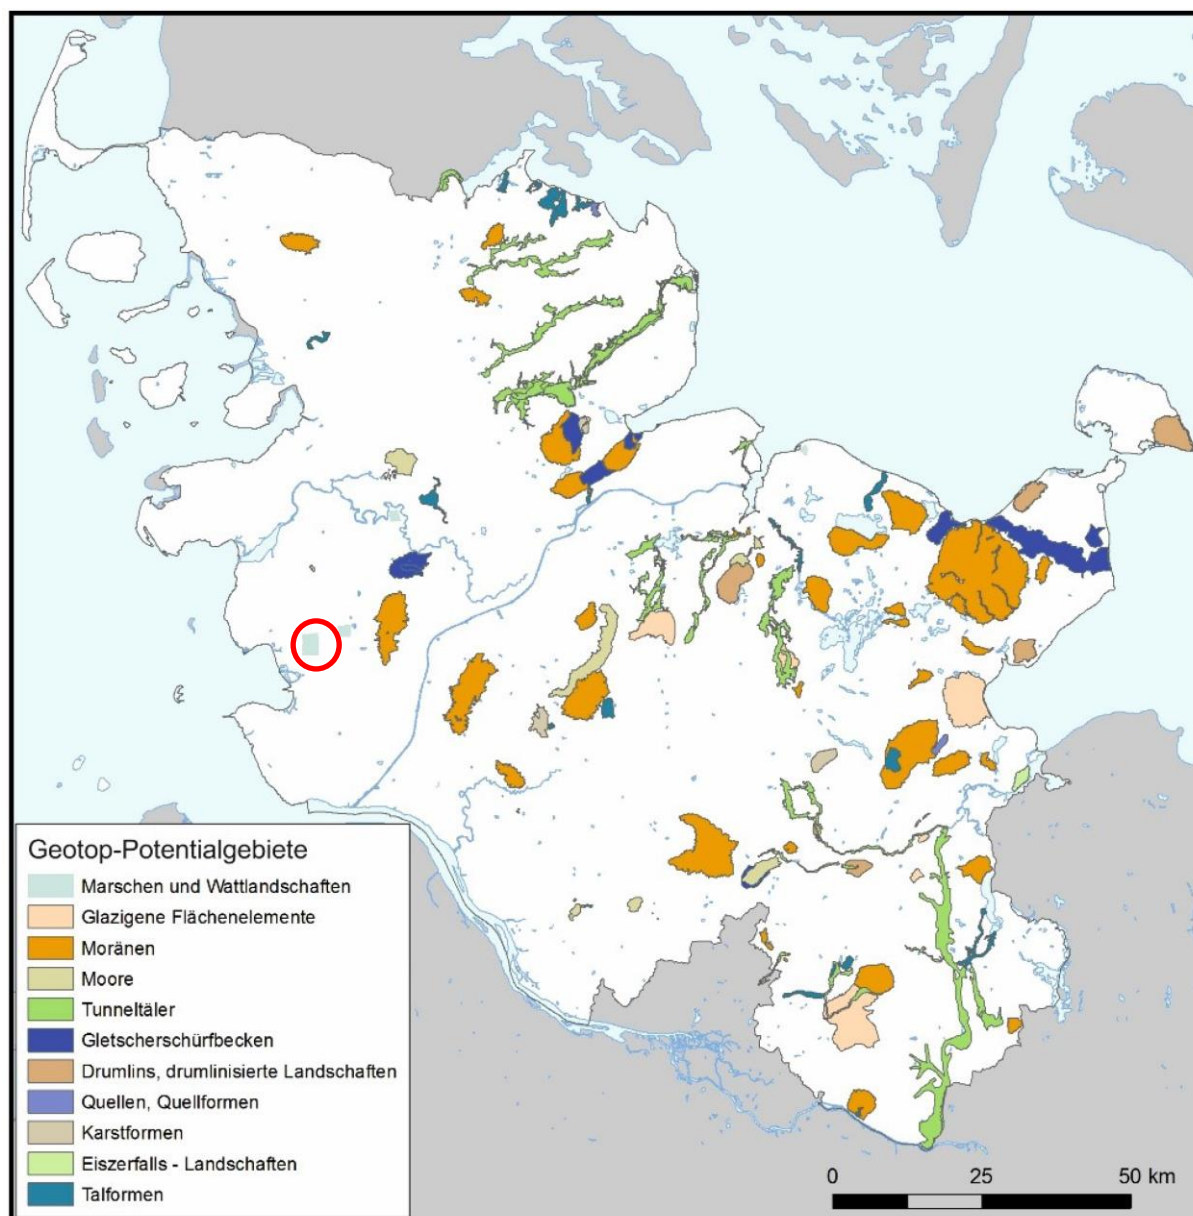 Geotop-Potentialgebiete
Marschen und Wattlandschaften
Glazigene Flächenelemente
Moränen
Moore
Tunneltäler
Gletscherschürfbecken
Drumlins, drumlinisierte Landschaften
Quellen, Quellformen
Karstformen
Eiszerfalls - Landschaften
Talformen
0 25 50 km